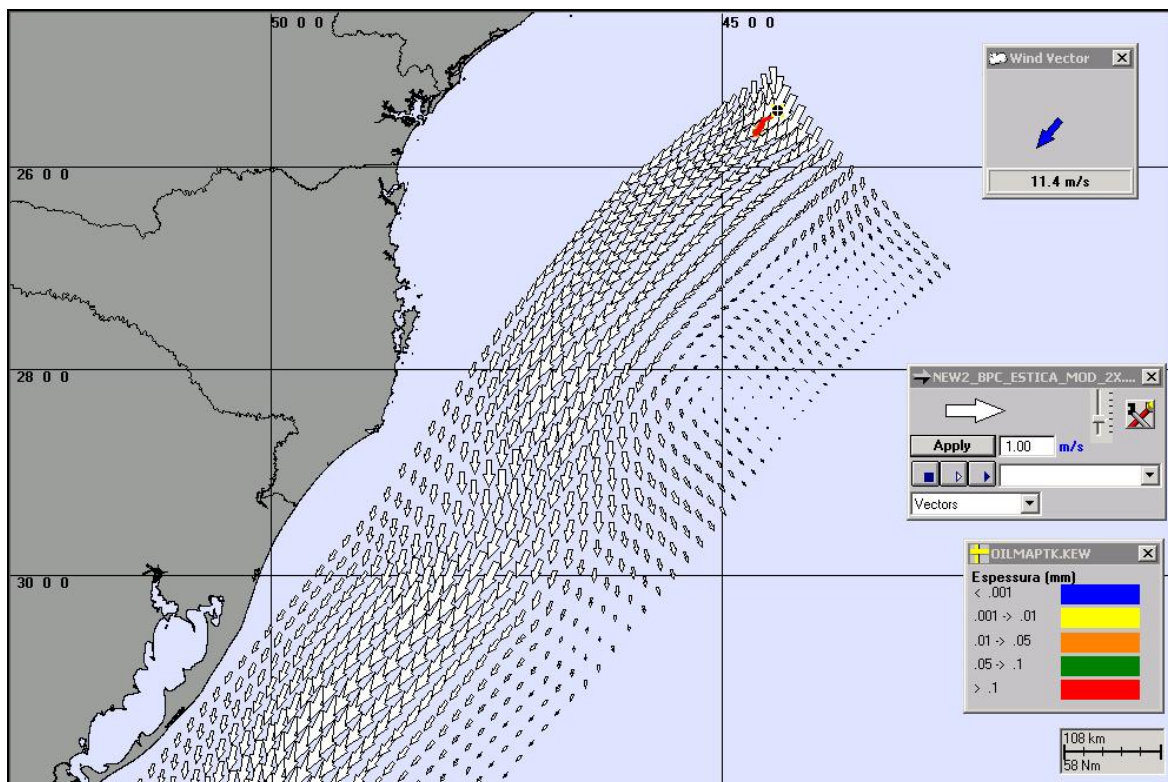 50 0 0
45 0 0
26 0 0
28 0 0
30 0 0
Wind Vector
11.4 m/s
NEW2_BPC_ESTICA_MOD_2X....
Apply
1.00
m/s
Vectors
OILMAPTK.KEW
Espessura (mm)
< .001
.001 -> .01
.01 -> .05
.05 -> .1
> .1
108 km
58 Nm